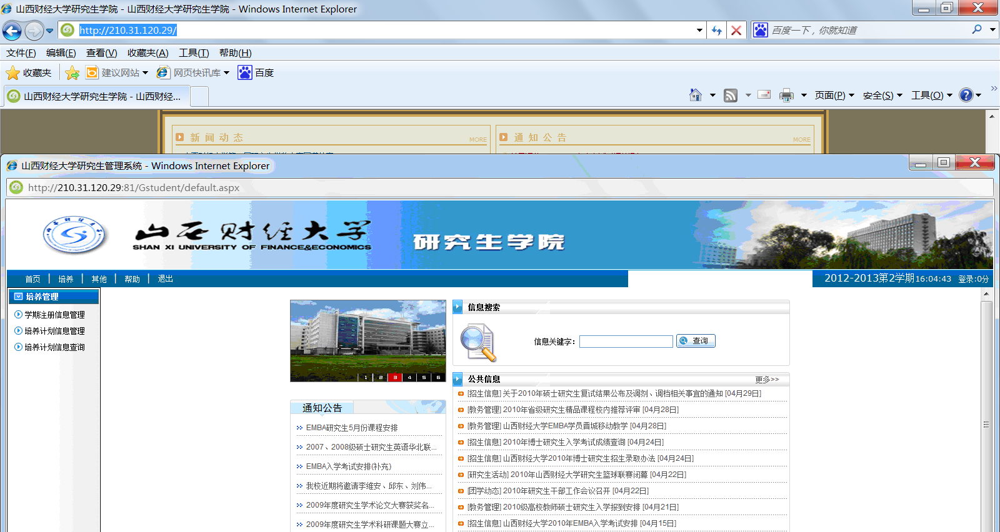 山西财经大学研究生学院 - 山西财经大学研究生学院 - Windows Internet Explorer
http://210.31.120.29/
百度一下，你就知道
文件(F) 编辑(E) 查看(V) 收藏夹(A) 工具(T) 帮助(H)
收藏夹 建议网站 网页快讯库 百度
山西财经大学研究生学院 - 山西财经...
页面(P) 安全(S) 工具(O)
新闻动态 MORE 通知公告 MORE
山西财经大学研究生管理系统 - Windows Internet Explorer
http://210.31.120.29:81/Gstudent/default.aspx
山西财经大学
SHAN XI UNIVERSITY OF FINANCE&ECONOMICS
研究生学院
首页 | 培养 | 其他 | 帮助 | 退出
2012-2013第2学期16:04:43 登录:0分
培养管理
学期注册信息管理
培养计划信息管理
培养计划信息查询
1 2 3 4 5 6
信息搜索
信息关键字： 查询
通知公告
EMBA研究生5月份课程安排
2007、2008级硕士研究生英语华北联...
EMBA入学考试安排(补充)
我校近期将邀请李维安、邱东、刘伟...
2009年度研究生学术论文大赛获奖名...
2009年度研究生学术科研课题大赛立...
公共信息 更多>>
[招生信息] 关于2010年硕士研究生复试结果公布及调剂、调档相关事宜的通知 [04月29日]
[教务管理] 2010年省级研究生精品课程校内推荐评审 [04月28日]
[教务管理] 山西财经大学EMBA学员晋城移动教学 [04月28日]
[招生信息] 2010年博士研究生入学考试成绩查询 [04月24日]
[招生信息] 山西财经大学2010年博士研究生招生录取办法 [04月24日]
[研究生活动] 2010年山西财经大学研究生篮球联赛闭幕 [04月22日]
[团学动态] 2010年研究生干部工作会议召开 [04月22日]
[教务管理] 2010级高校教师硕士研究生入学报到安排 [04月21日]
[招生信息] 山西财经大学2010年EMBA入学考试安排 [04月15日]